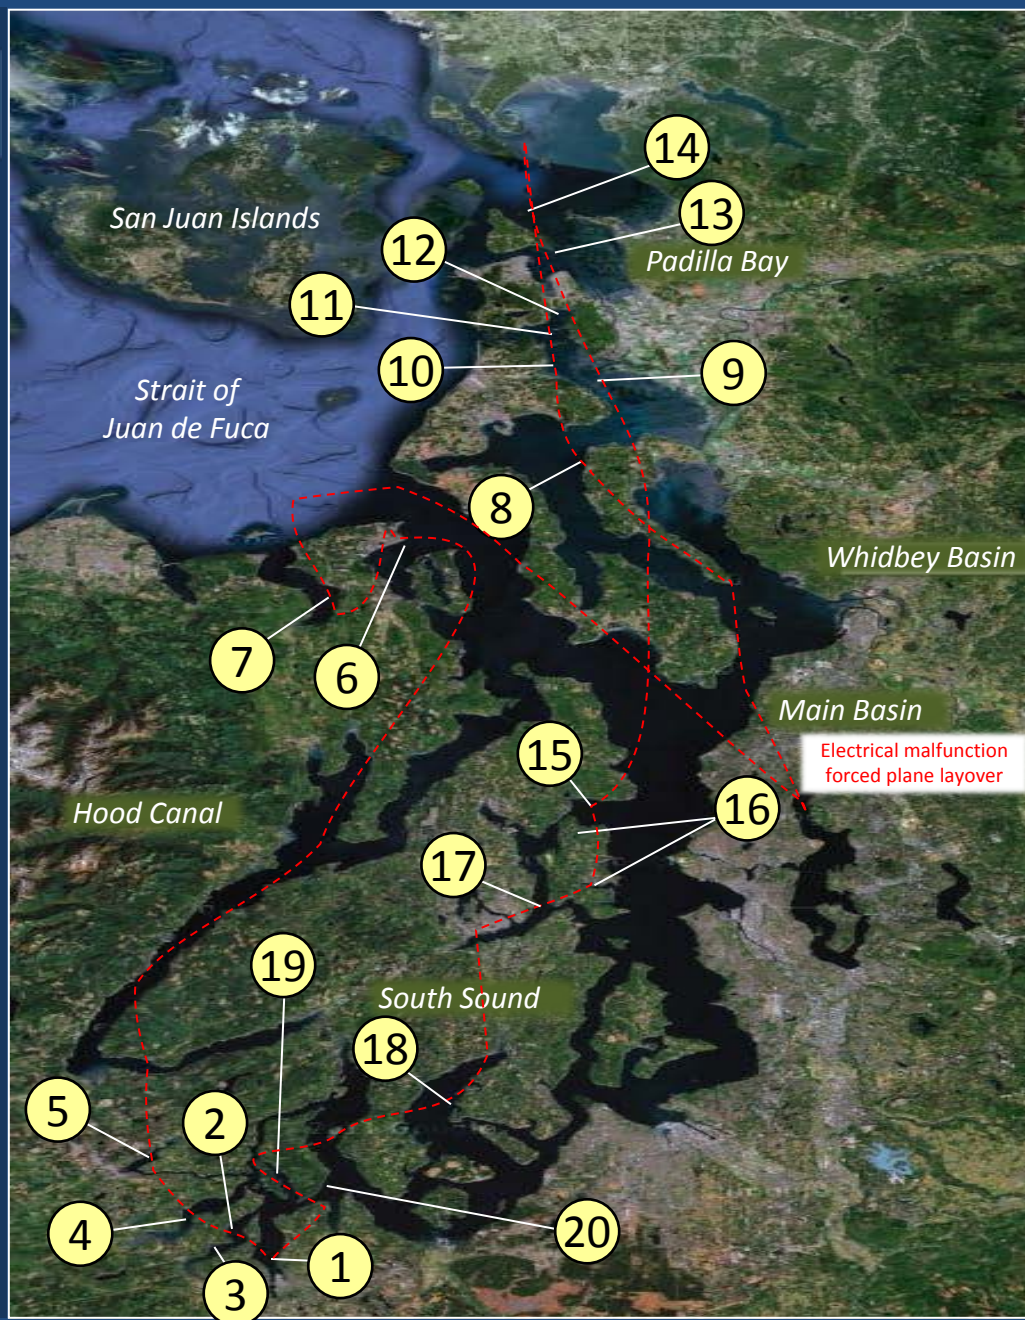 14
13
San Juan Islands
12
Padilla Bay
11
10
9
Strait of
Juan de Fuca
8
Whidbey Basin
7
6
Main Basin
Electrical malfunction
forced plane layover
15
Hood Canal
16
17
19
South Sound
18
5
2
4
20
3
1